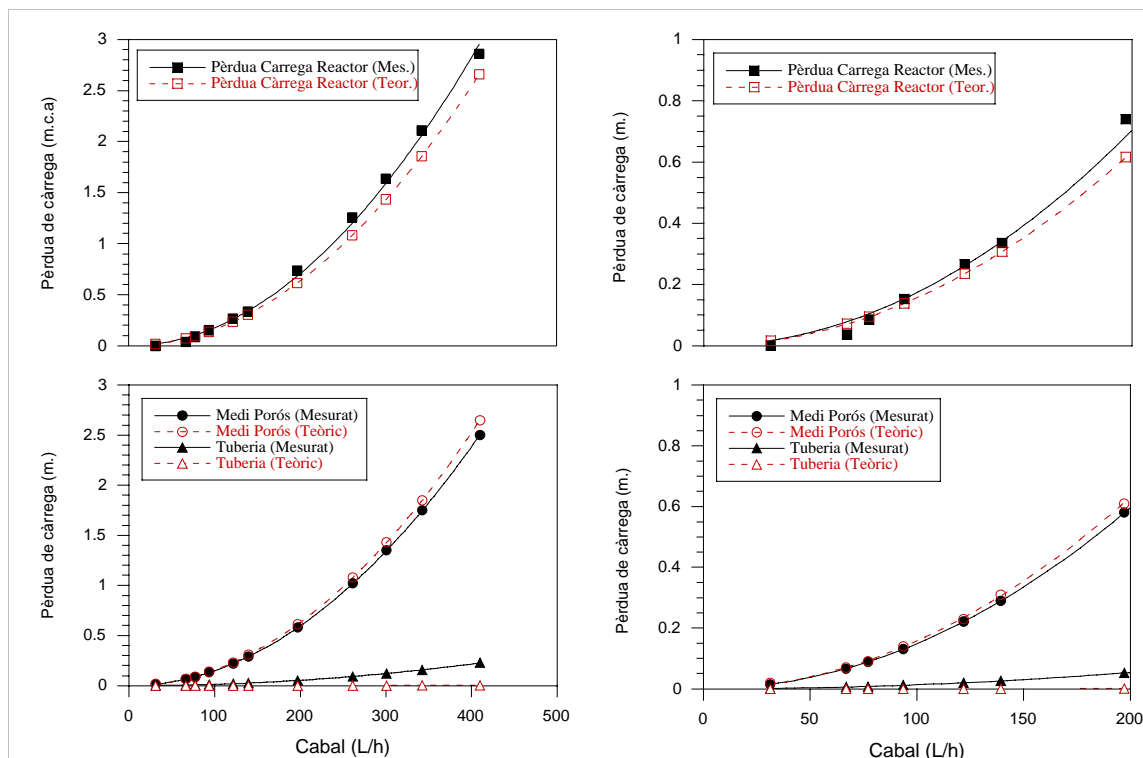 Pèrdua de càrrega (m.c.a)
3
2.5
2
1.5
1
0.5
0
Pèrdua Carrega Reactor (Mes.)
Pèrdua Càrrega Reactor (Teor.)
Pèrdua de càrrega (m.)
1
0.8
0.6
0.4
0.2
0
Pèrdua Carrega Reactor (Mes.)
Pèrdua Càrrega Reactor (Teor.)
Pèrdua de càrrega (m.)
3
2.5
2
1.5
1
0.5
0
Medi Porós (Mesurat)
Medi Porós (Teòric)
Tuberia (Mesurat)
Tuberia (Teòric)
0 100 200 300 400 500
Cabal (L/h)
Pèrdua de càrrega (m.)
1
0.8
0.6
0.4
0.2
0
Medi Porós (Mesurat)
Medi Porós (Teòric)
Tuberia (Mesurat)
Tuberia (Teòric)
0 50 100 150 200
Cabal (L/h)